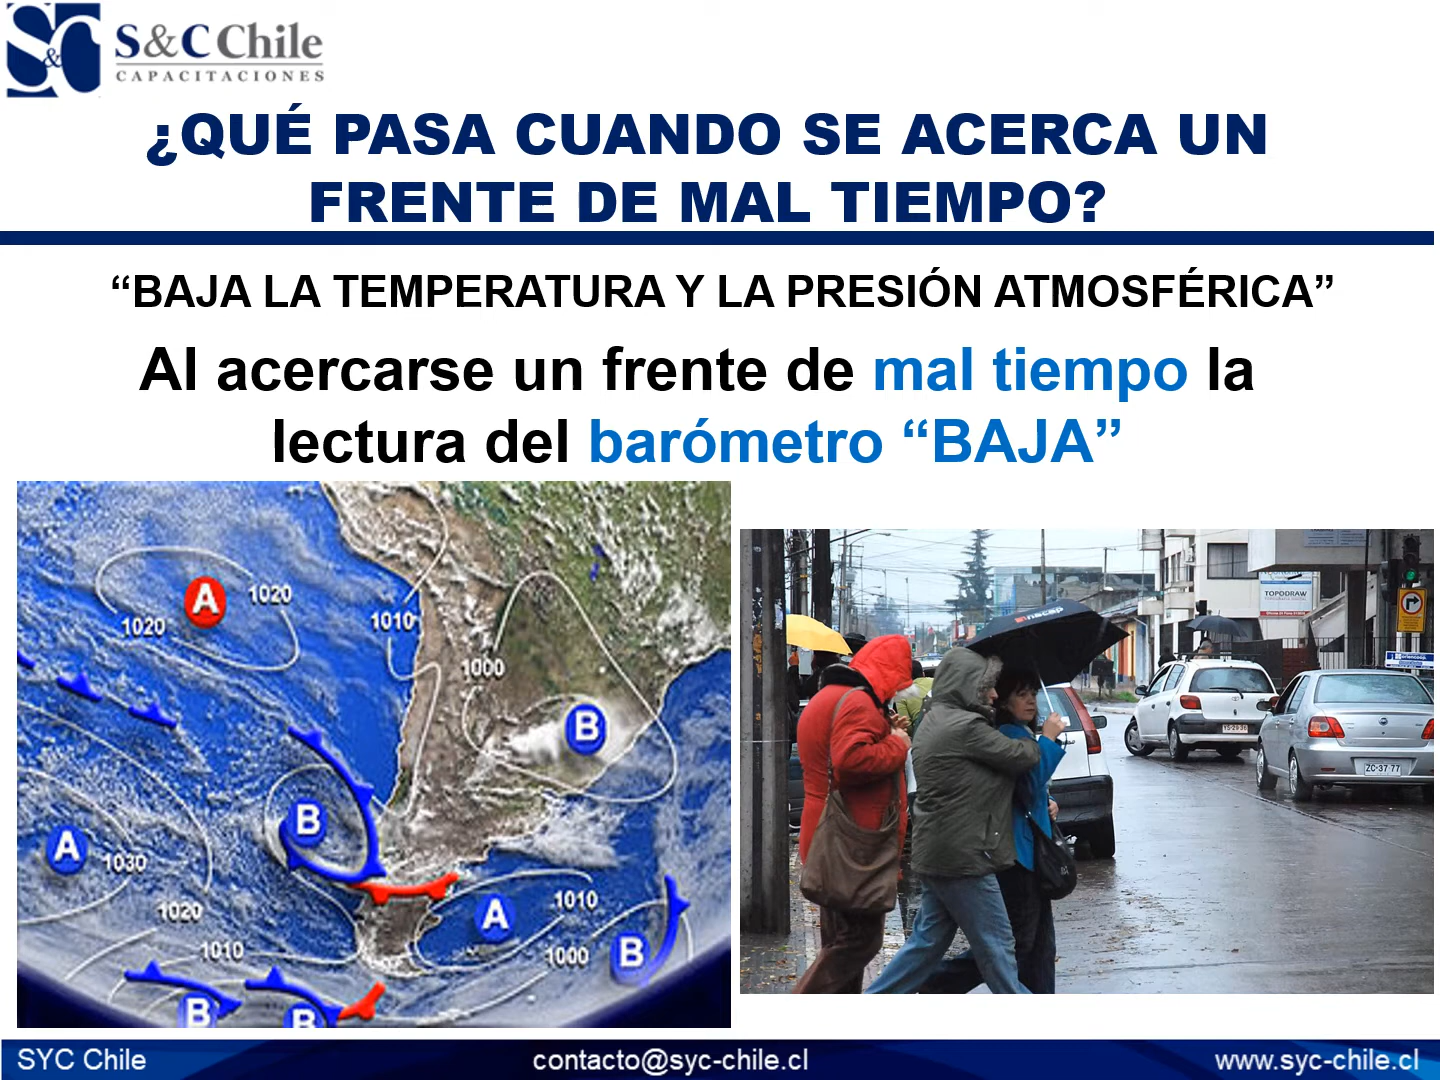 S&C
S&C Chile
CAPACITACIONES
¿QUÉ PASA CUANDO SE ACERCA UN
FRENTE DE MAL TIEMPO?
“BAJA LA TEMPERATURA Y LA PRESIÓN ATMOSFÉRICA”
Al acercarse un frente de mal tiempo la
lectura del barómetro “BAJA”
A
1020
1020
1010
1000
B
B
A
1030
1020
1010
A
1010
1000
B
B
B
inacap
TOPODRAW
ZC·37 77
SYC Chile
contacto@syc-chile.cl
www.syc-chile.cl